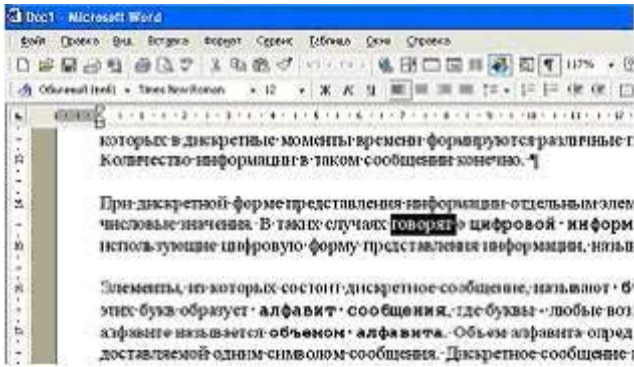 Doc1 - Microsoft Word
Файл Правка Вид Вставка Формат Сервис Таблица Окно Справка
117%
Обычный (веб) Times New Roman 12 Ж К Ч
которых·в·дискретные·моменты·времени·формируются·различные
Количество·информации·в·таком·сообщении·конечно.·¶
При·дискретной·форме·представления·информации·отдельным
числовые·значения.·В·таких·случаях·говорят·о·цифровой·информ
использующие·цифровую·форму·представления·информации,·назыв
Элементы,·из·которых·состоит·дискретное·сообщение,·называют·б
этих·букв·образует·алфавит·сообщения,·где·буквы·-·любые·воз
алфавите·называется·объемом·алфавита.·Объем·алфавита·опред
доставляемой·одним·символом·сообщения.·Дискретное·сообщение